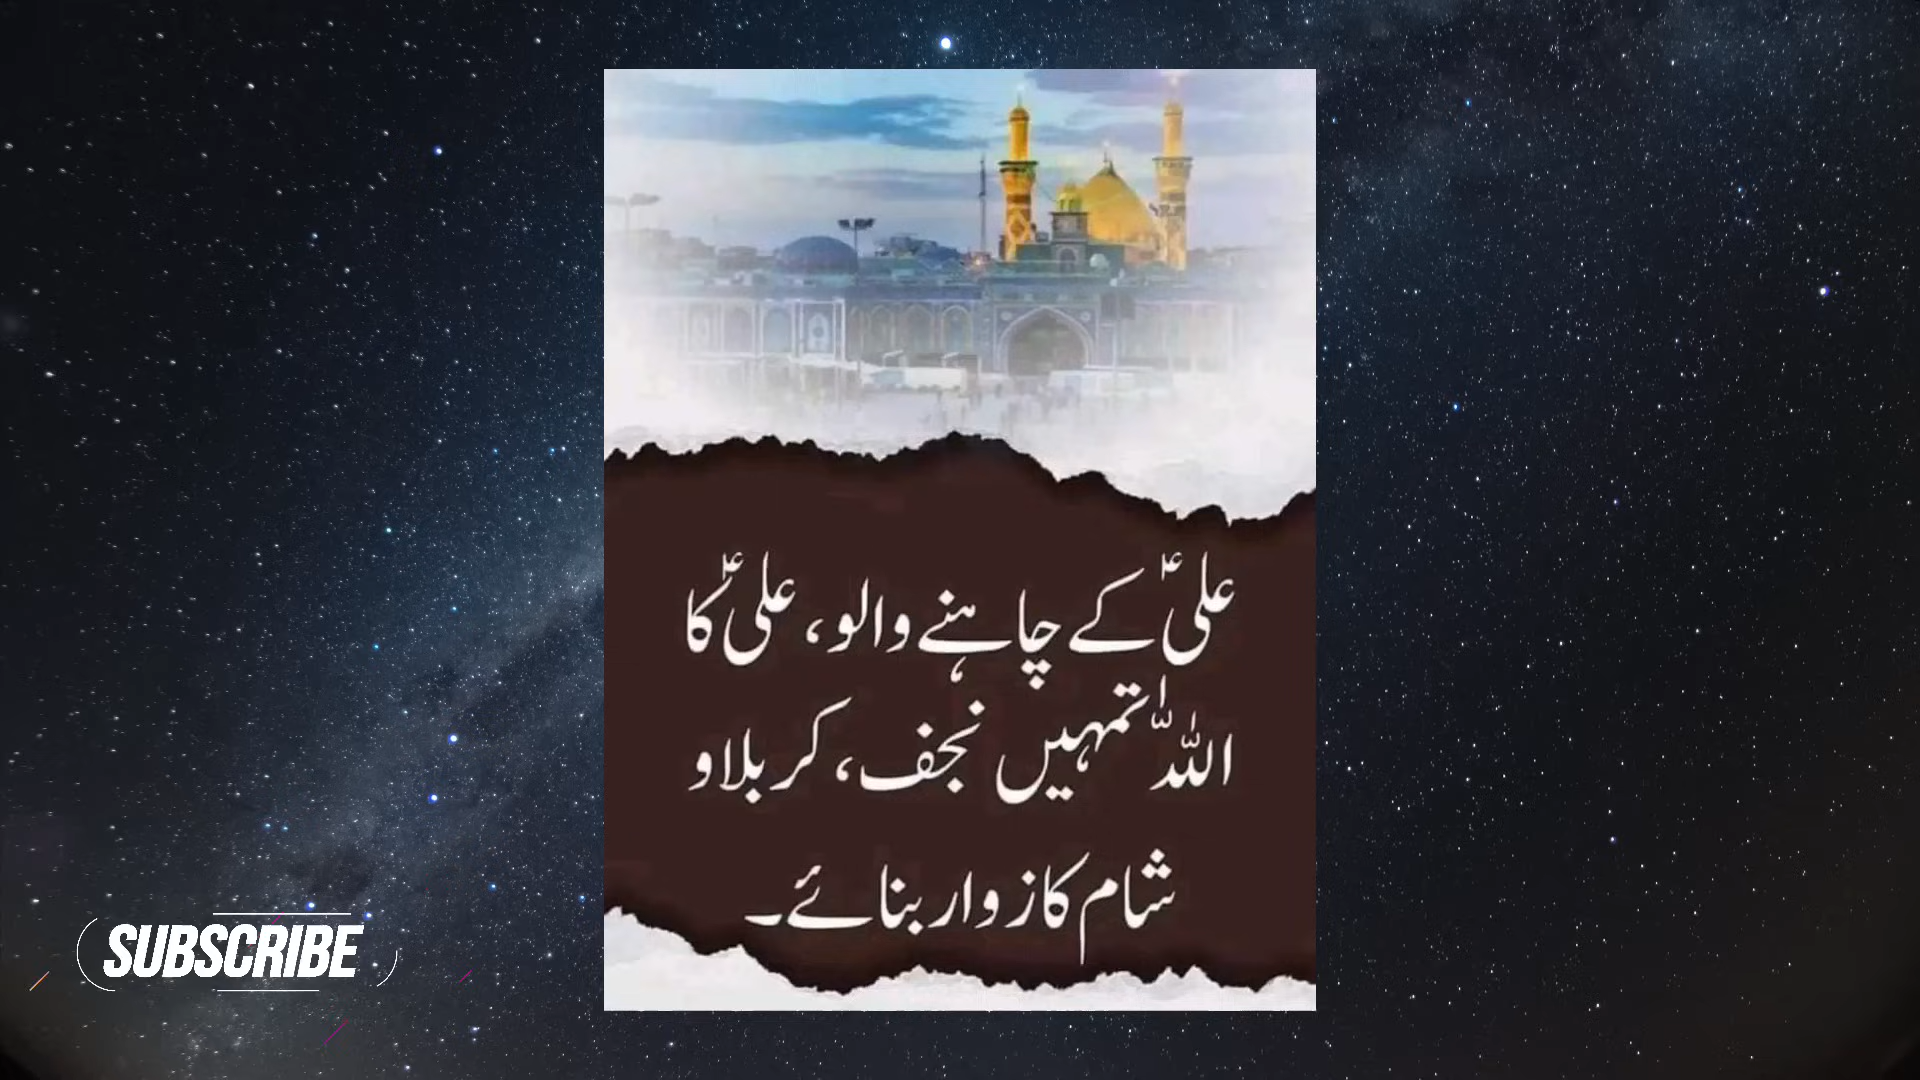 علیؑ کے چاہنے والو، علیؑ کا
اللہ تمہیں نجف، کربلا و
شام کا زوار بنائے۔
SUBSCRIBE